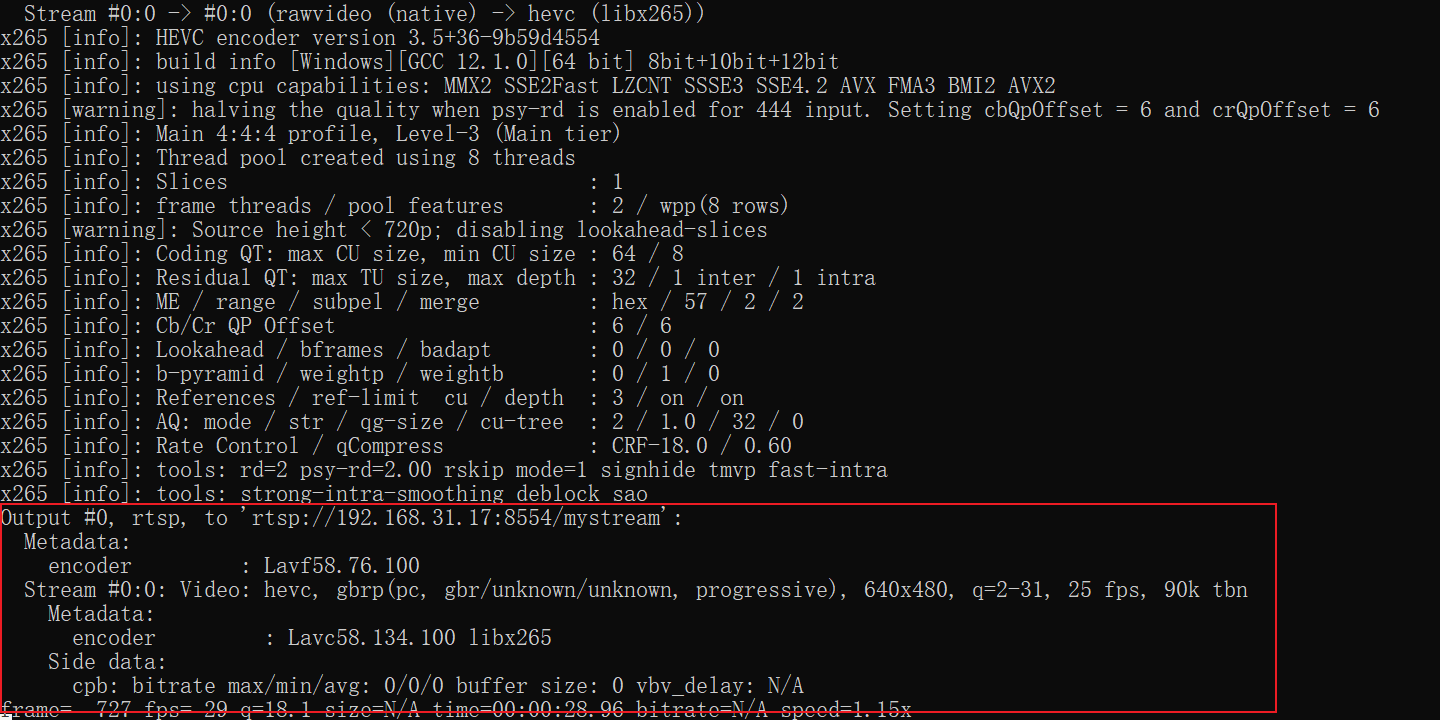 Stream #0:0 -> #0:0 (rawvideo (native) -> hevc (libx265))
x265 [info]: HEVC encoder version 3.5+36-9b59d4554
x265 [info]: build info [Windows][GCC 12.1.0][64 bit] 8bit+10bit+12bit
x265 [info]: using cpu capabilities: MMX2 SSE2Fast LZCNT SSSE3 SSE4.2 AVX FMA3 BMI2 AVX2
x265 [warning]: halving the quality when psy-rd is enabled for 444 input. Setting cbQpOffset = 6 and crQpOffset = 6
x265 [info]: Main 4:4:4 profile, Level-3 (Main tier)
x265 [info]: Thread pool created using 8 threads
x265 [info]: Slices                              : 1
x265 [info]: frame threads / pool features       : 2 / wpp(8 rows)
x265 [warning]: Source height < 720p; disabling lookahead-slices
x265 [info]: Coding QT: max CU size, min CU size : 64 / 8
x265 [info]: Residual QT: max TU size, max depth : 32 / 1 inter / 1 intra
x265 [info]: ME / range / subpel / merge         : hex / 57 / 2 / 2
x265 [info]: Cb/Cr QP Offset                     : 6 / 6
x265 [info]: Lookahead / bframes / badapt        : 0 / 0 / 0
x265 [info]: b-pyramid / weightp / weightb       : 0 / 1 / 0
x265 [info]: References / ref-limit  cu / depth  : 3 / on / on
x265 [info]: AQ: mode / str / qg-size / cu-tree  : 2 / 1.0 / 32 / 0
x265 [info]: Rate Control / qCompress            : CRF-18.0 / 0.60
x265 [info]: tools: rd=2 psy-rd=2.00 rskip mode=1 signhide tmvp fast-intra
x265 [info]: tools: strong-intra-smoothing deblock sao
Output #0, rtsp, to 'rtsp://192.168.31.17:8554/mystream':
  Metadata:
    encoder         : Lavf58.76.100
  Stream #0:0: Video: hevc, gbrp(pc, gbr/unknown/unknown, progressive), 640x480, q=2-31, 25 fps, 90k tbn
    Metadata:
      encoder         : Lavc58.134.100 libx265
    Side data:
      cpb: bitrate max/min/avg: 0/0/0 buffer size: 0 vbv_delay: N/A
frame=  727 fps= 29 q=18.1 size=N/A time=00:00:28.96 bitrate=N/A speed=1.15x